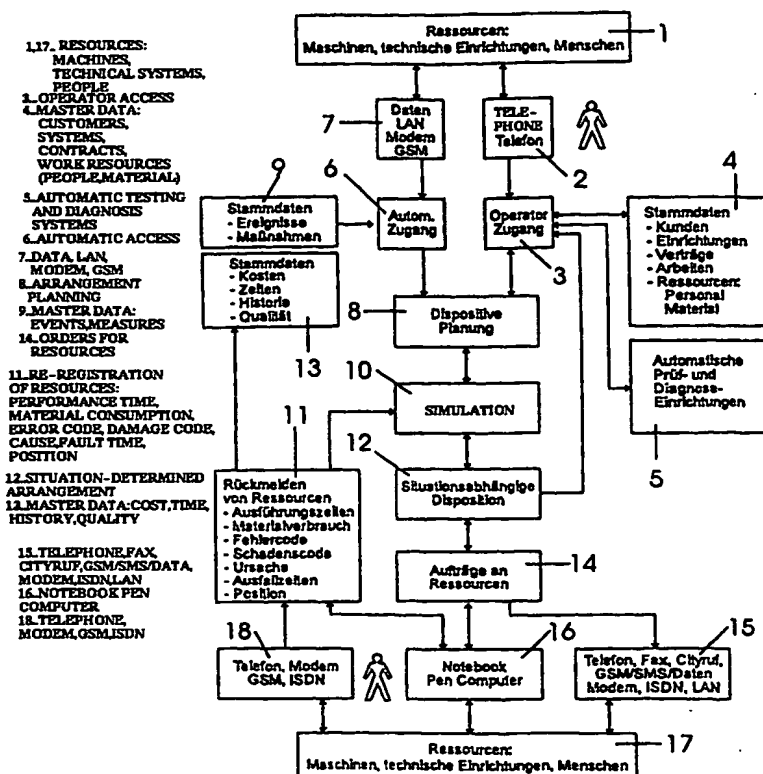 1,17.. RESOURCES:
MACHINES,
TECHNICAL SYSTEMS,
PEOPLE
3..OPERATOR ACCESS
4..MASTER DATA:
CUSTOMERS,
SYSTEMS,
CONTRACTS,
WORK RESOURCES
(PEOPLE,MATERIAL)
5..AUTOMATIC TESTING
AND DIAGNOSIS
SYSTEMS
6..AUTOMATIC ACCESS
7..DATA, LAN,
MODEM, GSM
8..ARRANGEMENT
PLANNING
9..MASTER DATA:
EVENTS,MEASURES
14..ORDERS FOR
RESOURCES
11..RE-REGISTRATION
OF RESOURCES:
PERFORMANCE TIME,
MATERIAL CONSUMPTION,
ERROR CODE, DAMAGE CODE,
CAUSE,FAULT TIME,
POSITION
12..SITUATION-DETERMINED
ARRANGEMENT
13..MASTER DATA:COST,TIME,
HISTORY,QUALITY
15..TELEPHONE,FAX,
CITYRUF,GSM/SMS/DATA,
MODEM,ISDN,LAN
16..NOTEBOOK PEN
COMPUTER
18..TELEPHONE,
MODEM,GSM,ISDN
Ressourcen:
Maschinen, technische Einrichtungen, Menschen
1
Daten
LAN
Modem
GSM
7
TELE-
PHONE
Telefon
2
9
Stammdaten
- Ereignisse
- Maßnahmen
6
Autom.
Zugang
Operator
Zugang
3
4
Stammdaten
- Kunden
- Einrichtungen
- Verträge
- Arbeiten
- Ressourcen:
Personal
Material
Stammdaten
- Kosten
- Zeiten
- Historie
- Qualität
13
8
Dispositive
Planung
Automatische
Prüf- und
Diagnose-
Einrichtungen
5
10
SIMULATION
11
Rückmelden
von Ressourcen
- Ausführungszeiten
- Materialverbrauch
- Fehlercode
- Schadenscode
- Ursache
- Ausfallzeiten
- Position
12
Situationsabhängige
Disposition
Aufträge an
Ressourcen
14
18
Telefon, Modem
GSM, ISDN
Notebook
Pen Computer
16
15
Telefon, Fax, Cityruf,
GSM/SMS/Daten
Modem, ISDN, LAN
Ressourcen:
Maschinen, technische Einrichtungen, Menschen
17